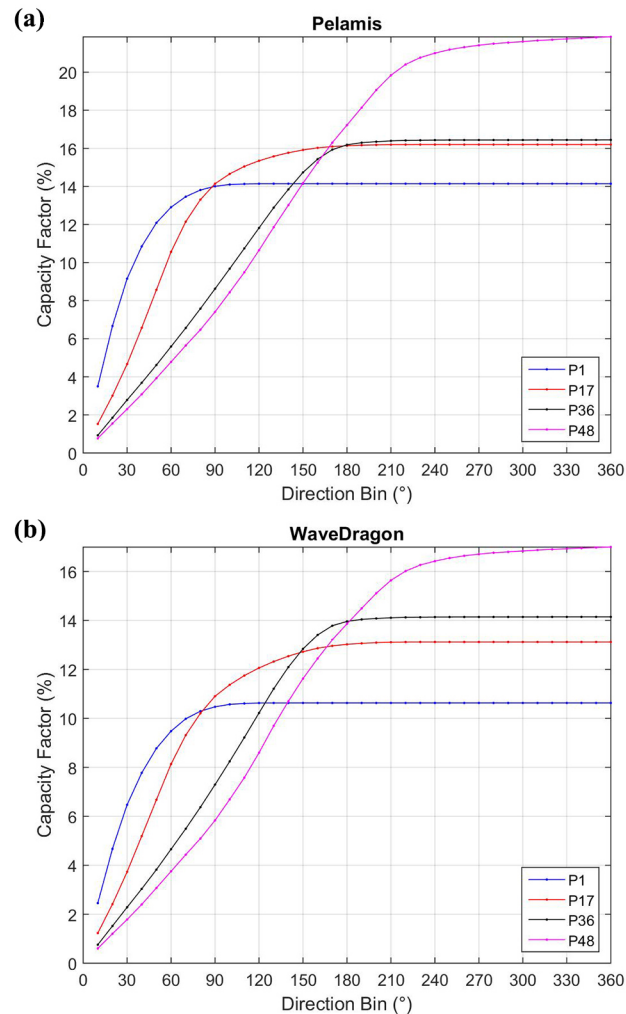 (a)
Pelamis
Capacity Factor (%)
20
18
16
14
12
10
8
6
4
2
0
0 30 60 90 120 150 180 210 240 270 300 330 360
Direction Bin (°)
P1
P17
P36
P48
(b)
WaveDragon
Capacity Factor (%)
16
14
12
10
8
6
4
2
0
0 30 60 90 120 150 180 210 240 270 300 330 360
Direction Bin (°)
P1
P17
P36
P48